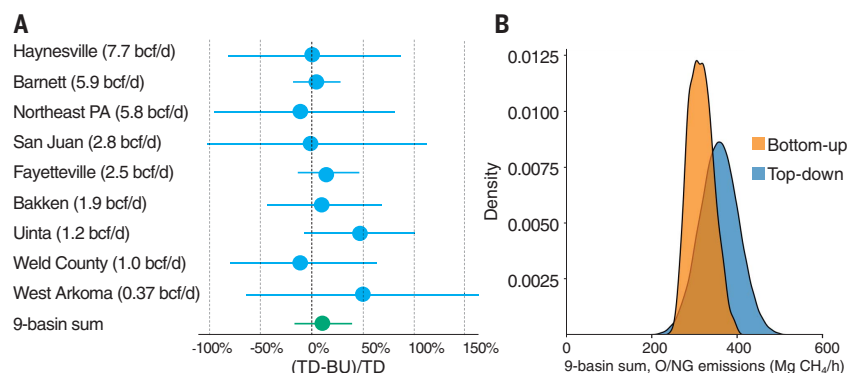 A
Haynesville (7.7 bcf/d)
Barnett (5.9 bcf/d)
Northeast PA (5.8 bcf/d)
San Juan (2.8 bcf/d)
Fayetteville (2.5 bcf/d)
Bakken (1.9 bcf/d)
Uinta (1.2 bcf/d)
Weld County (1.0 bcf/d)
West Arkoma (0.37 bcf/d)
9-basin sum
-100% -50% 0% 50% 100% 150%
(TD-BU)/TD
B
0.0125
0.0100
0.0075
0.0050
0.0025
Density
Bottom-up
Top-down
0 200 400 600
9-basin sum, O/NG emissions (Mg CH₄/h)